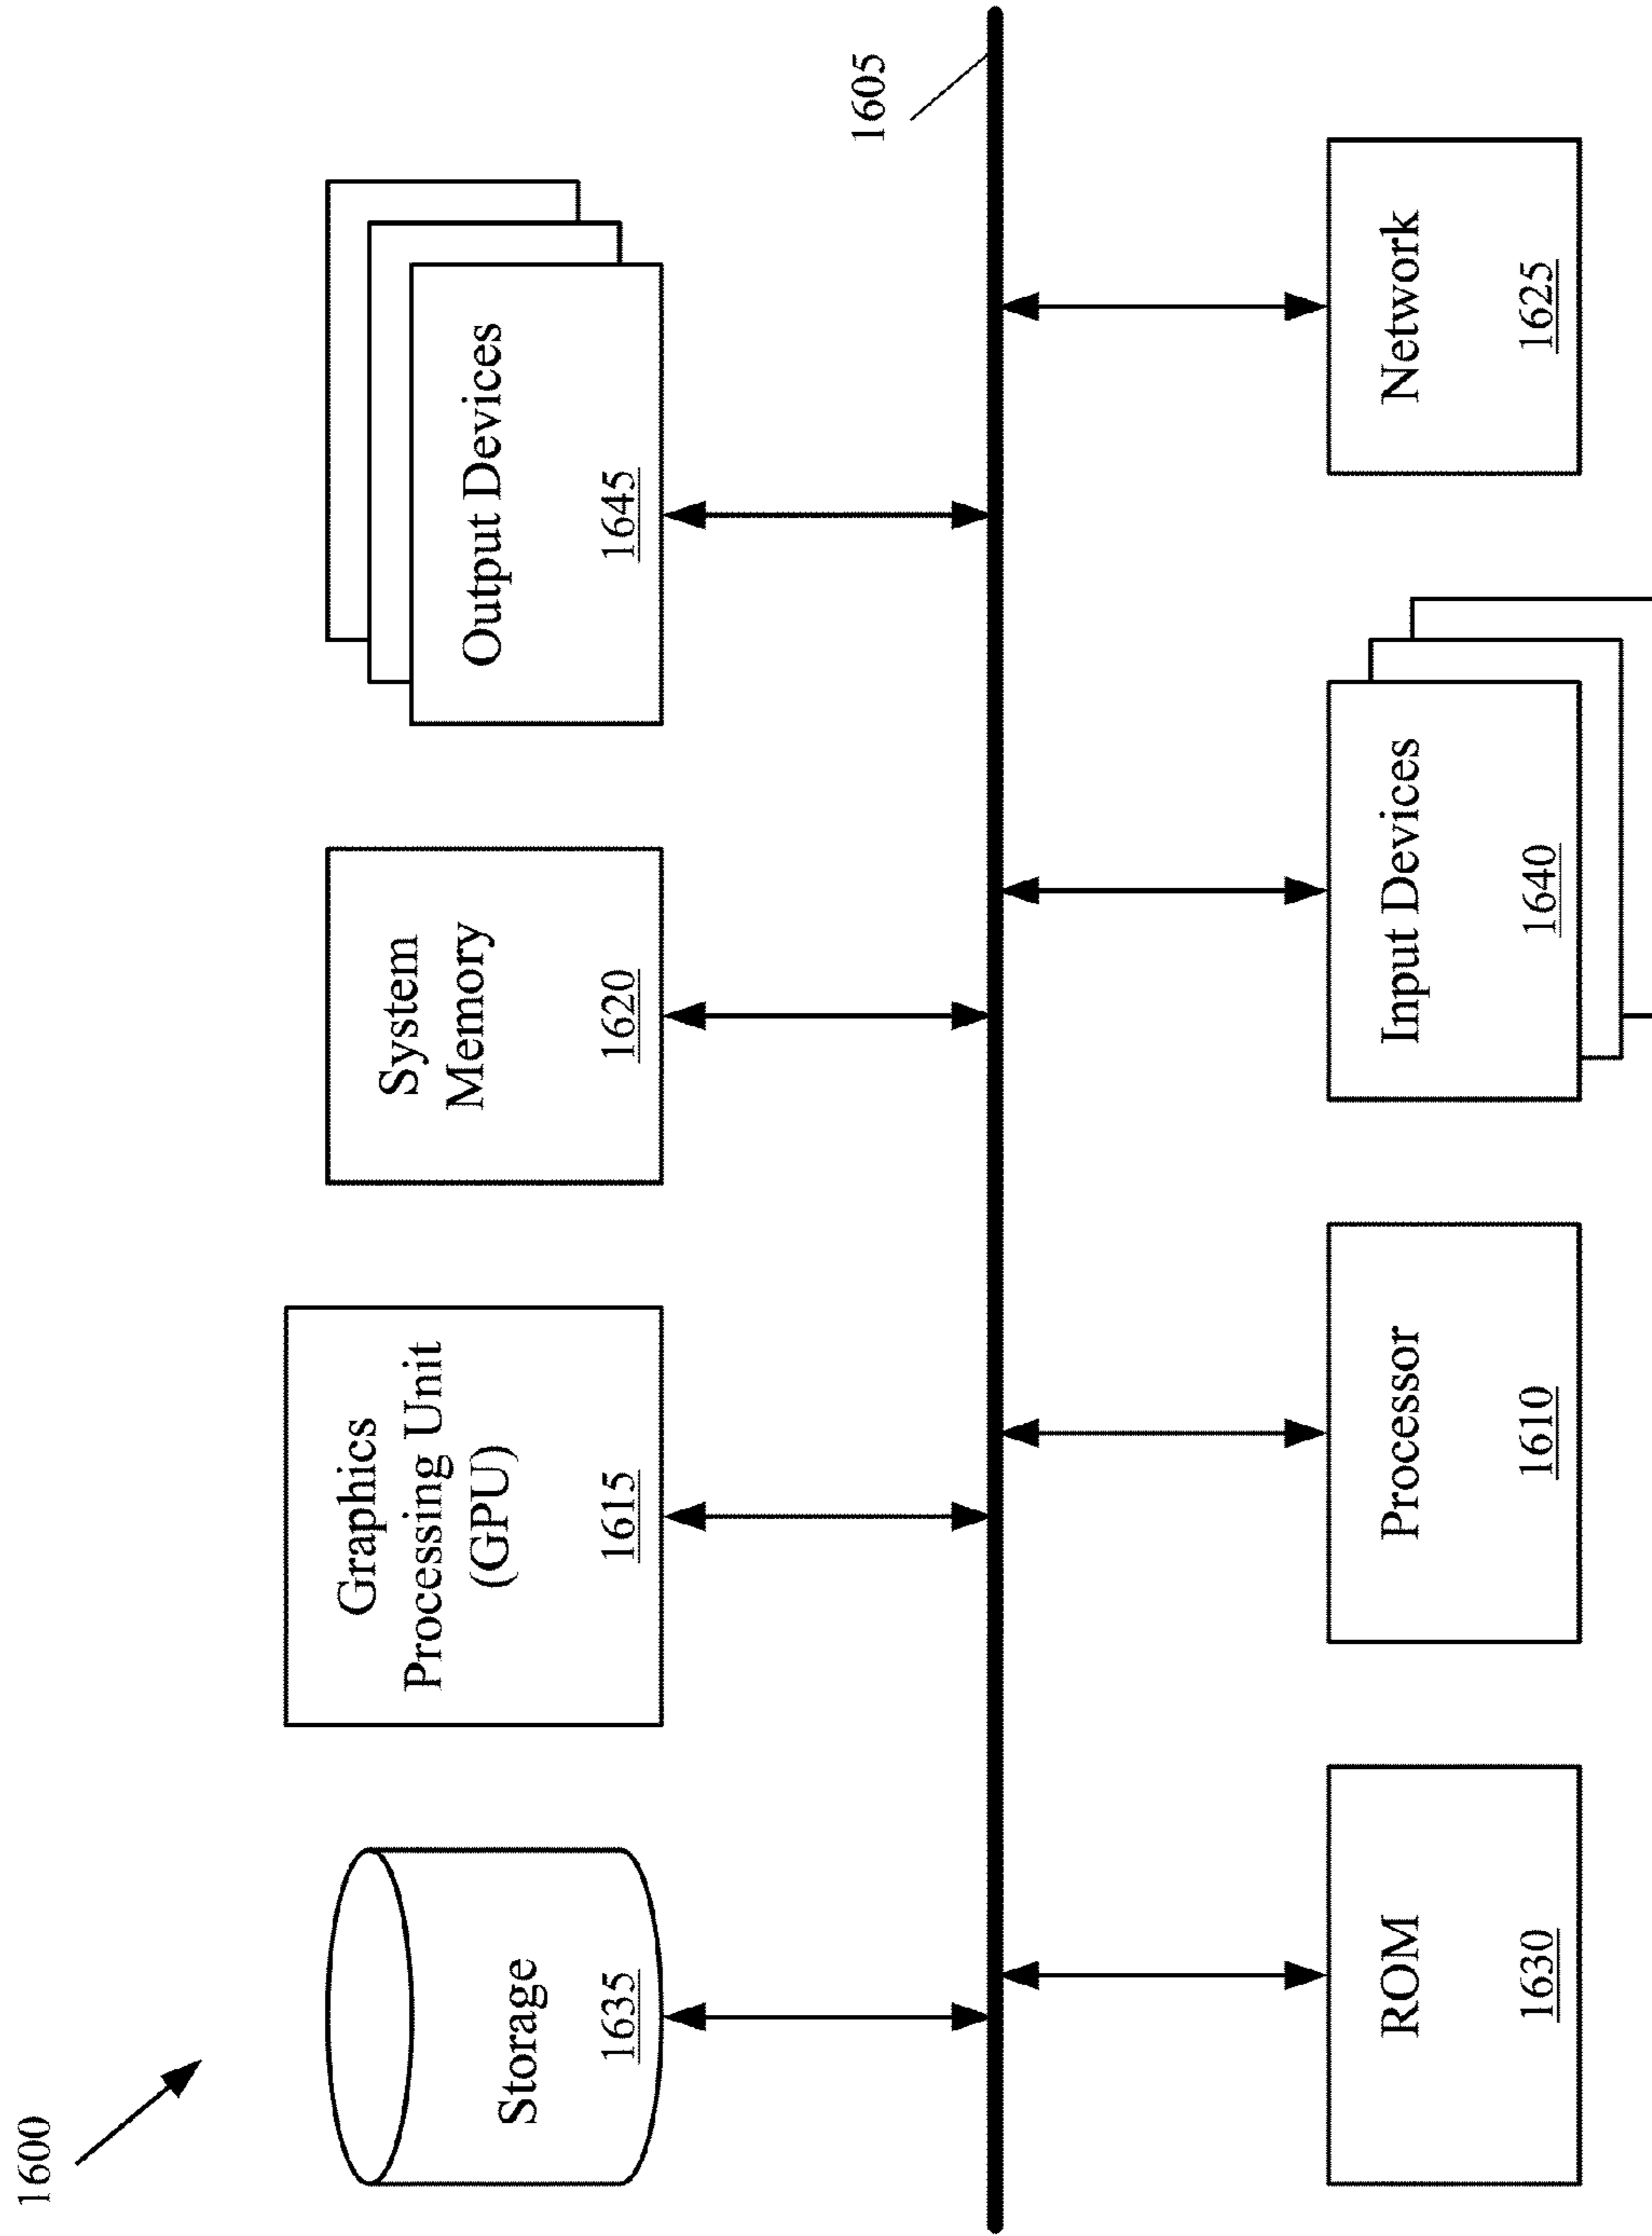 1600
Storage
1635
Graphics
Processing Unit
(GPU)
1615
System
Memory
1620
Output Devices
1645
1605
ROM
1630
Processor
1610
Input Devices
1640
Network
1625